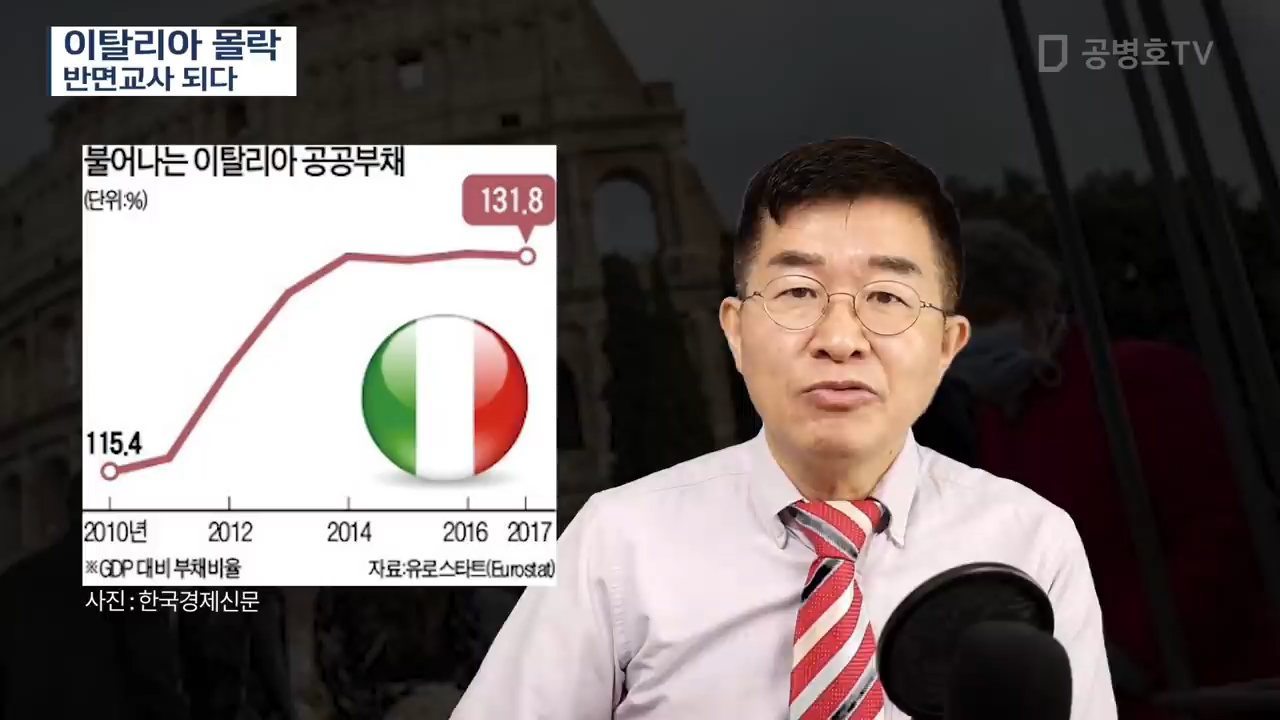 이탈리아 몰락
반면교사 되다
공병호TV
불어나는 이탈리아 공공부채
(단위:%)
131.8
115.4
2010년 2012 2014 2016 2017
※GDP 대비 부채비율 자료:유로스타트(Eurostat)
사진 : 한국경제신문